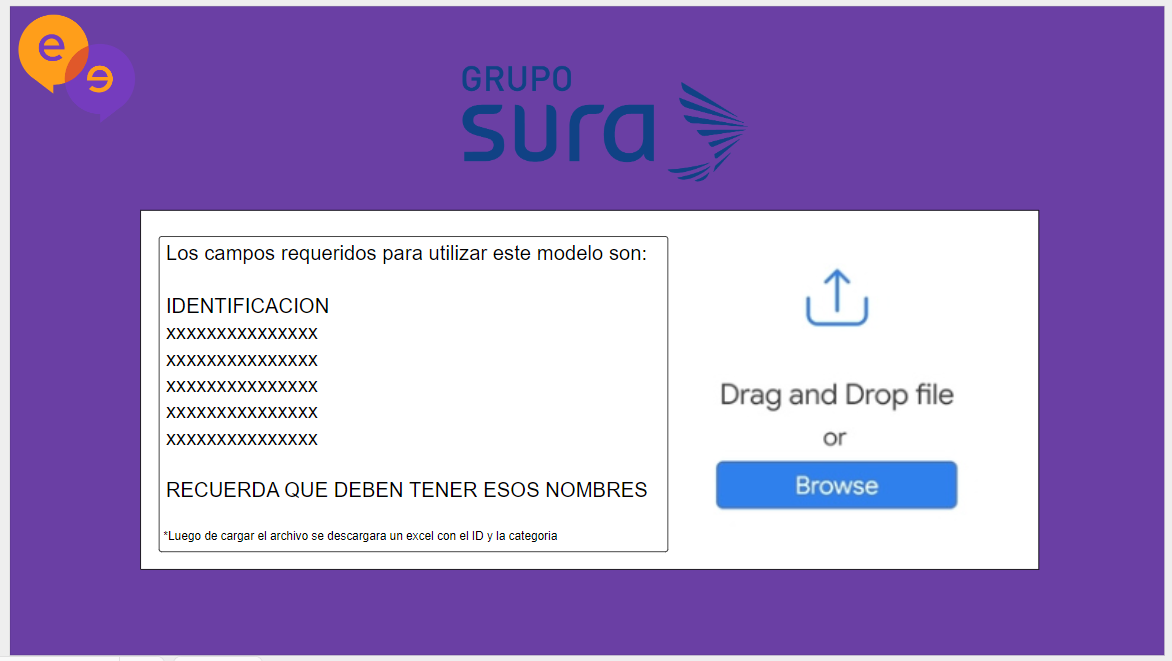 e
e
GRUPO
sura
Los campos requeridos para utilizar este modelo son:
IDENTIFICACION
xxxxxxxxxxxxxxx
xxxxxxxxxxxxxxx
xxxxxxxxxxxxxxx
xxxxxxxxxxxxxxx
xxxxxxxxxxxxxxx
RECUERDA QUE DEBEN TENER ESOS NOMBRES
*Luego de cargar el archivo se descargara un excel con el ID y la categoria
Drag and Drop file
or
Browse